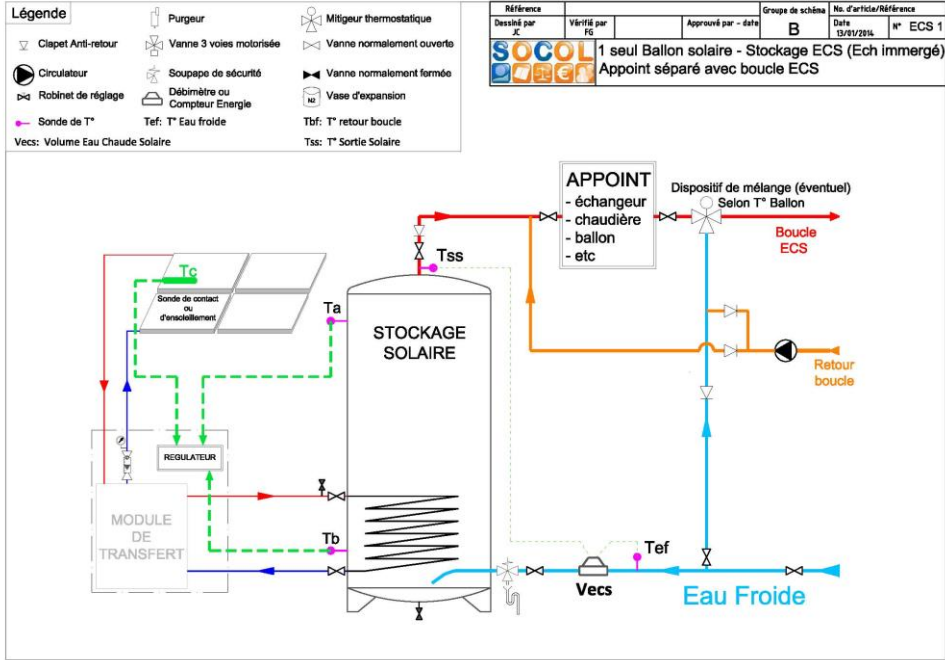 Légende
Purgeur
Mitigeur thermostatique
Clapet Anti-retour
Vanne 3 voies motorisée
Vanne normalement ouverte
Circulateur
Soupape de sécurité
Vanne normalement fermée
Robinet de réglage
Débimètre ou
Compteur Energie
N2
Vase d'expansion
Sonde de T°
Tef: T° Eau froide
Tbf: T° retour boucle
Vecs: Volume Eau Chaude Solaire
Tss: T° Sortie Solaire
Référence
Groupe de schéma
No. d'article/Référence
Dessiné par
JC
Vérifié par
FG
Approuvé par - date
B
Date
13/01/2014
N° ECS 1
SOCOL
1 seul Ballon solaire - Stockage ECS (Ech immergé)
Appoint séparé avec boucle ECS
APPOINT
- échangeur
- chaudière
- ballon
- etc
Dispositif de mélange (éventuel)
Selon T° Ballon
Boucle
ECS
Tss
Tc
Sonde de contact
ou
d'ensoleillement
Ta
STOCKAGE
SOLAIRE
Retour
boucle
REGULATEUR
MODULE
DE
TRANSFERT
Tb
Tef
Vecs
Eau Froide